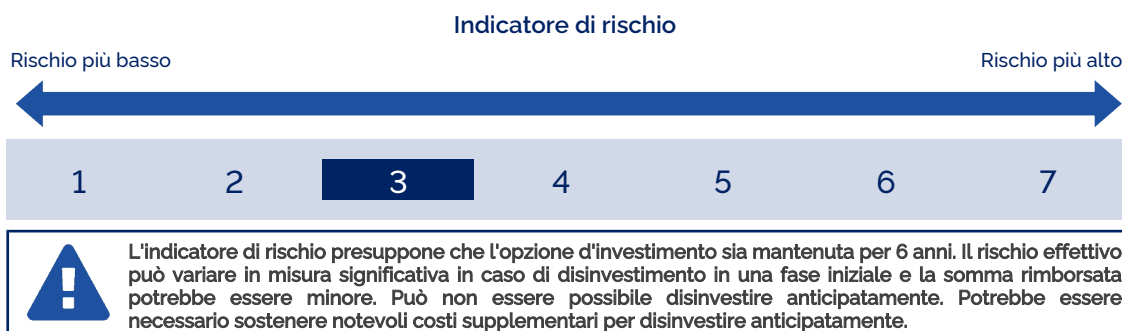 Indicatore di rischio
Rischio più basso
Rischio più alto
1 2 3 4 5 6 7
L'indicatore di rischio presuppone che l'opzione d'investimento sia mantenuta per 6 anni. Il rischio effettivo
può variare in misura significativa in caso di disinvestimento in una fase iniziale e la somma rimborsata
potrebbe essere minore. Può non essere possibile disinvestire anticipatamente. Potrebbe essere
necessario sostenere notevoli costi supplementari per disinvestire anticipatamente.